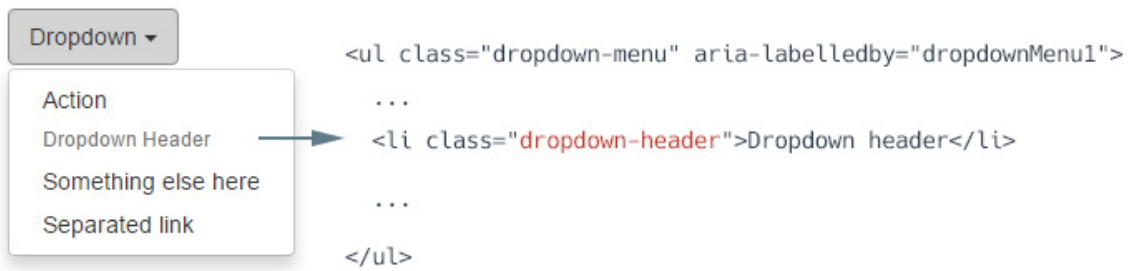 Dropdown
Action
Dropdown Header
Something else here
Separated link
<ul class="dropdown-menu" aria-labelledby="dropdownMenu1">
...
<li class="dropdown-header">Dropdown header</li>
...
</ul>